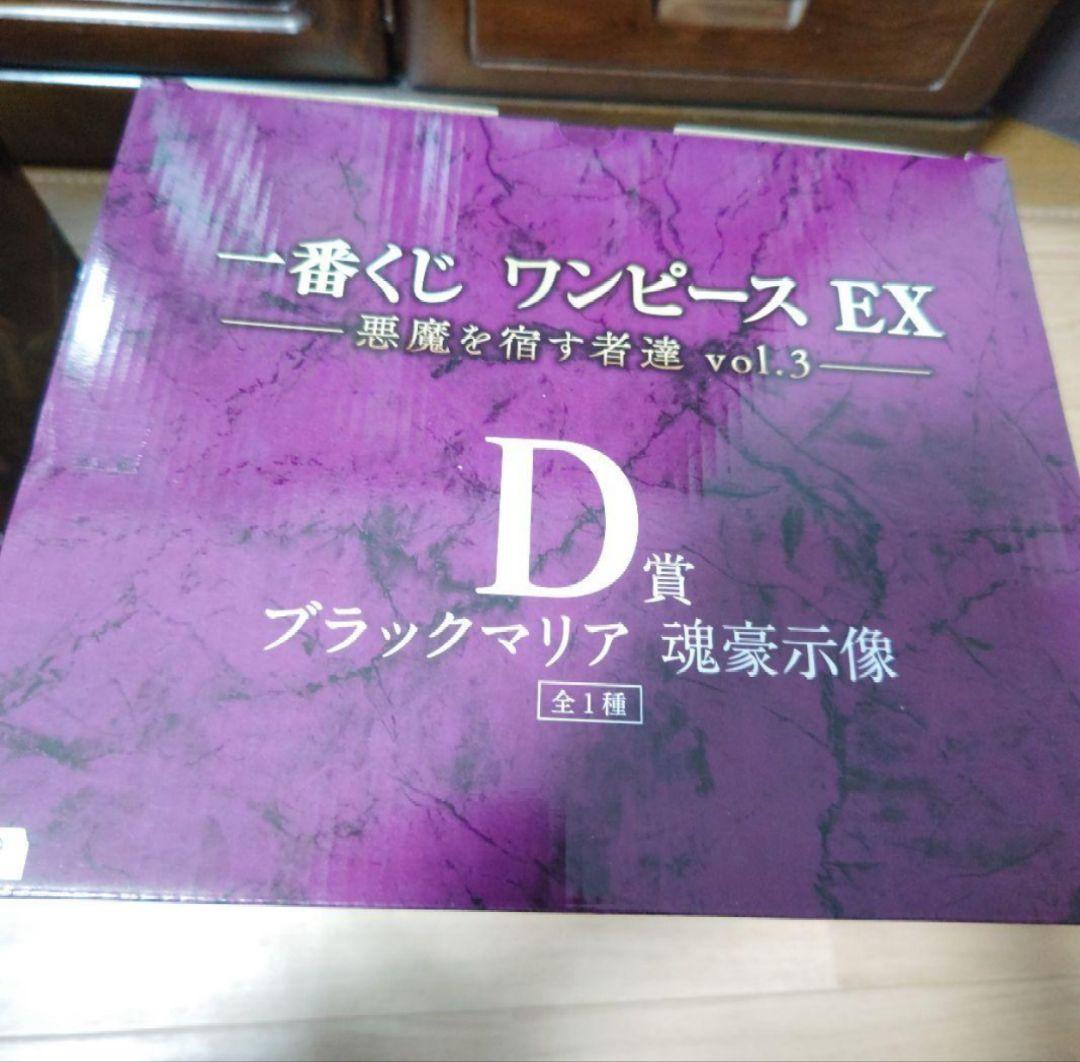 一番くじ ワンピース EX
悪魔を宿す者達 vol.3
D賞
ブラックマリア 魂豪示像
全1種